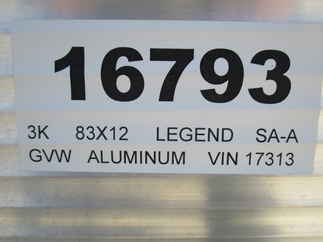 16793
3K 83X12 LEGEND SA-A
GVW ALUMINUM VIN 17313